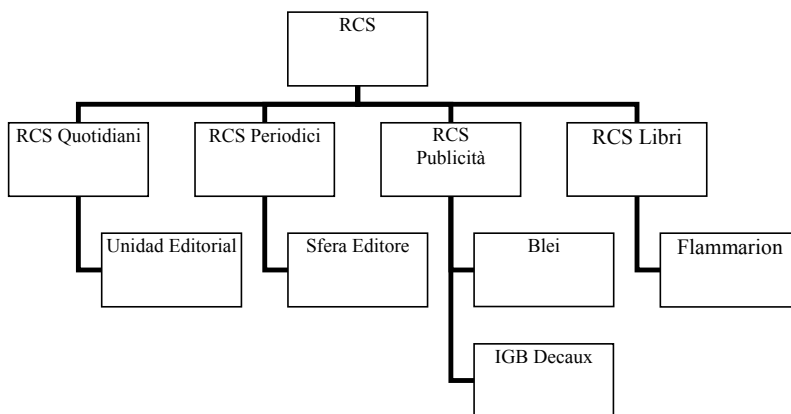 RCS
RCS Quotidiani
RCS Periodici
RCS
Publicità
RCS Libri
Unidad Editorial
Sfera Editore
Blei
Flammarion
IGB Decaux